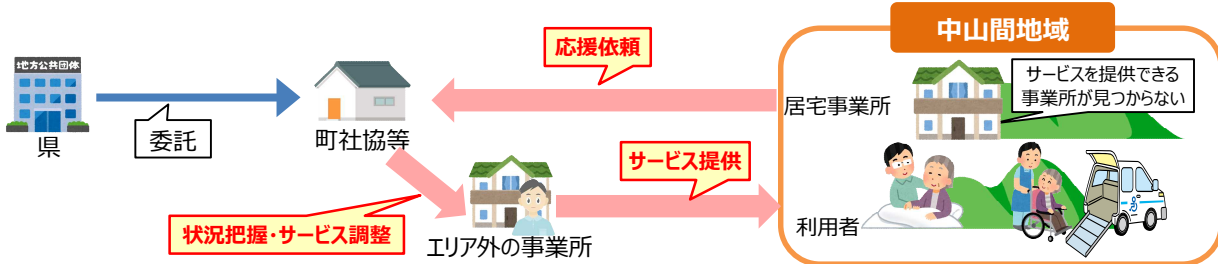 中山間地域
応援依頼
地方公共団体
サービスを提供できる
事業所が見つからない
居宅事業所
県
委託
町社協等
サービス提供
状況把握・サービス調整
エリア外の事業所
利用者